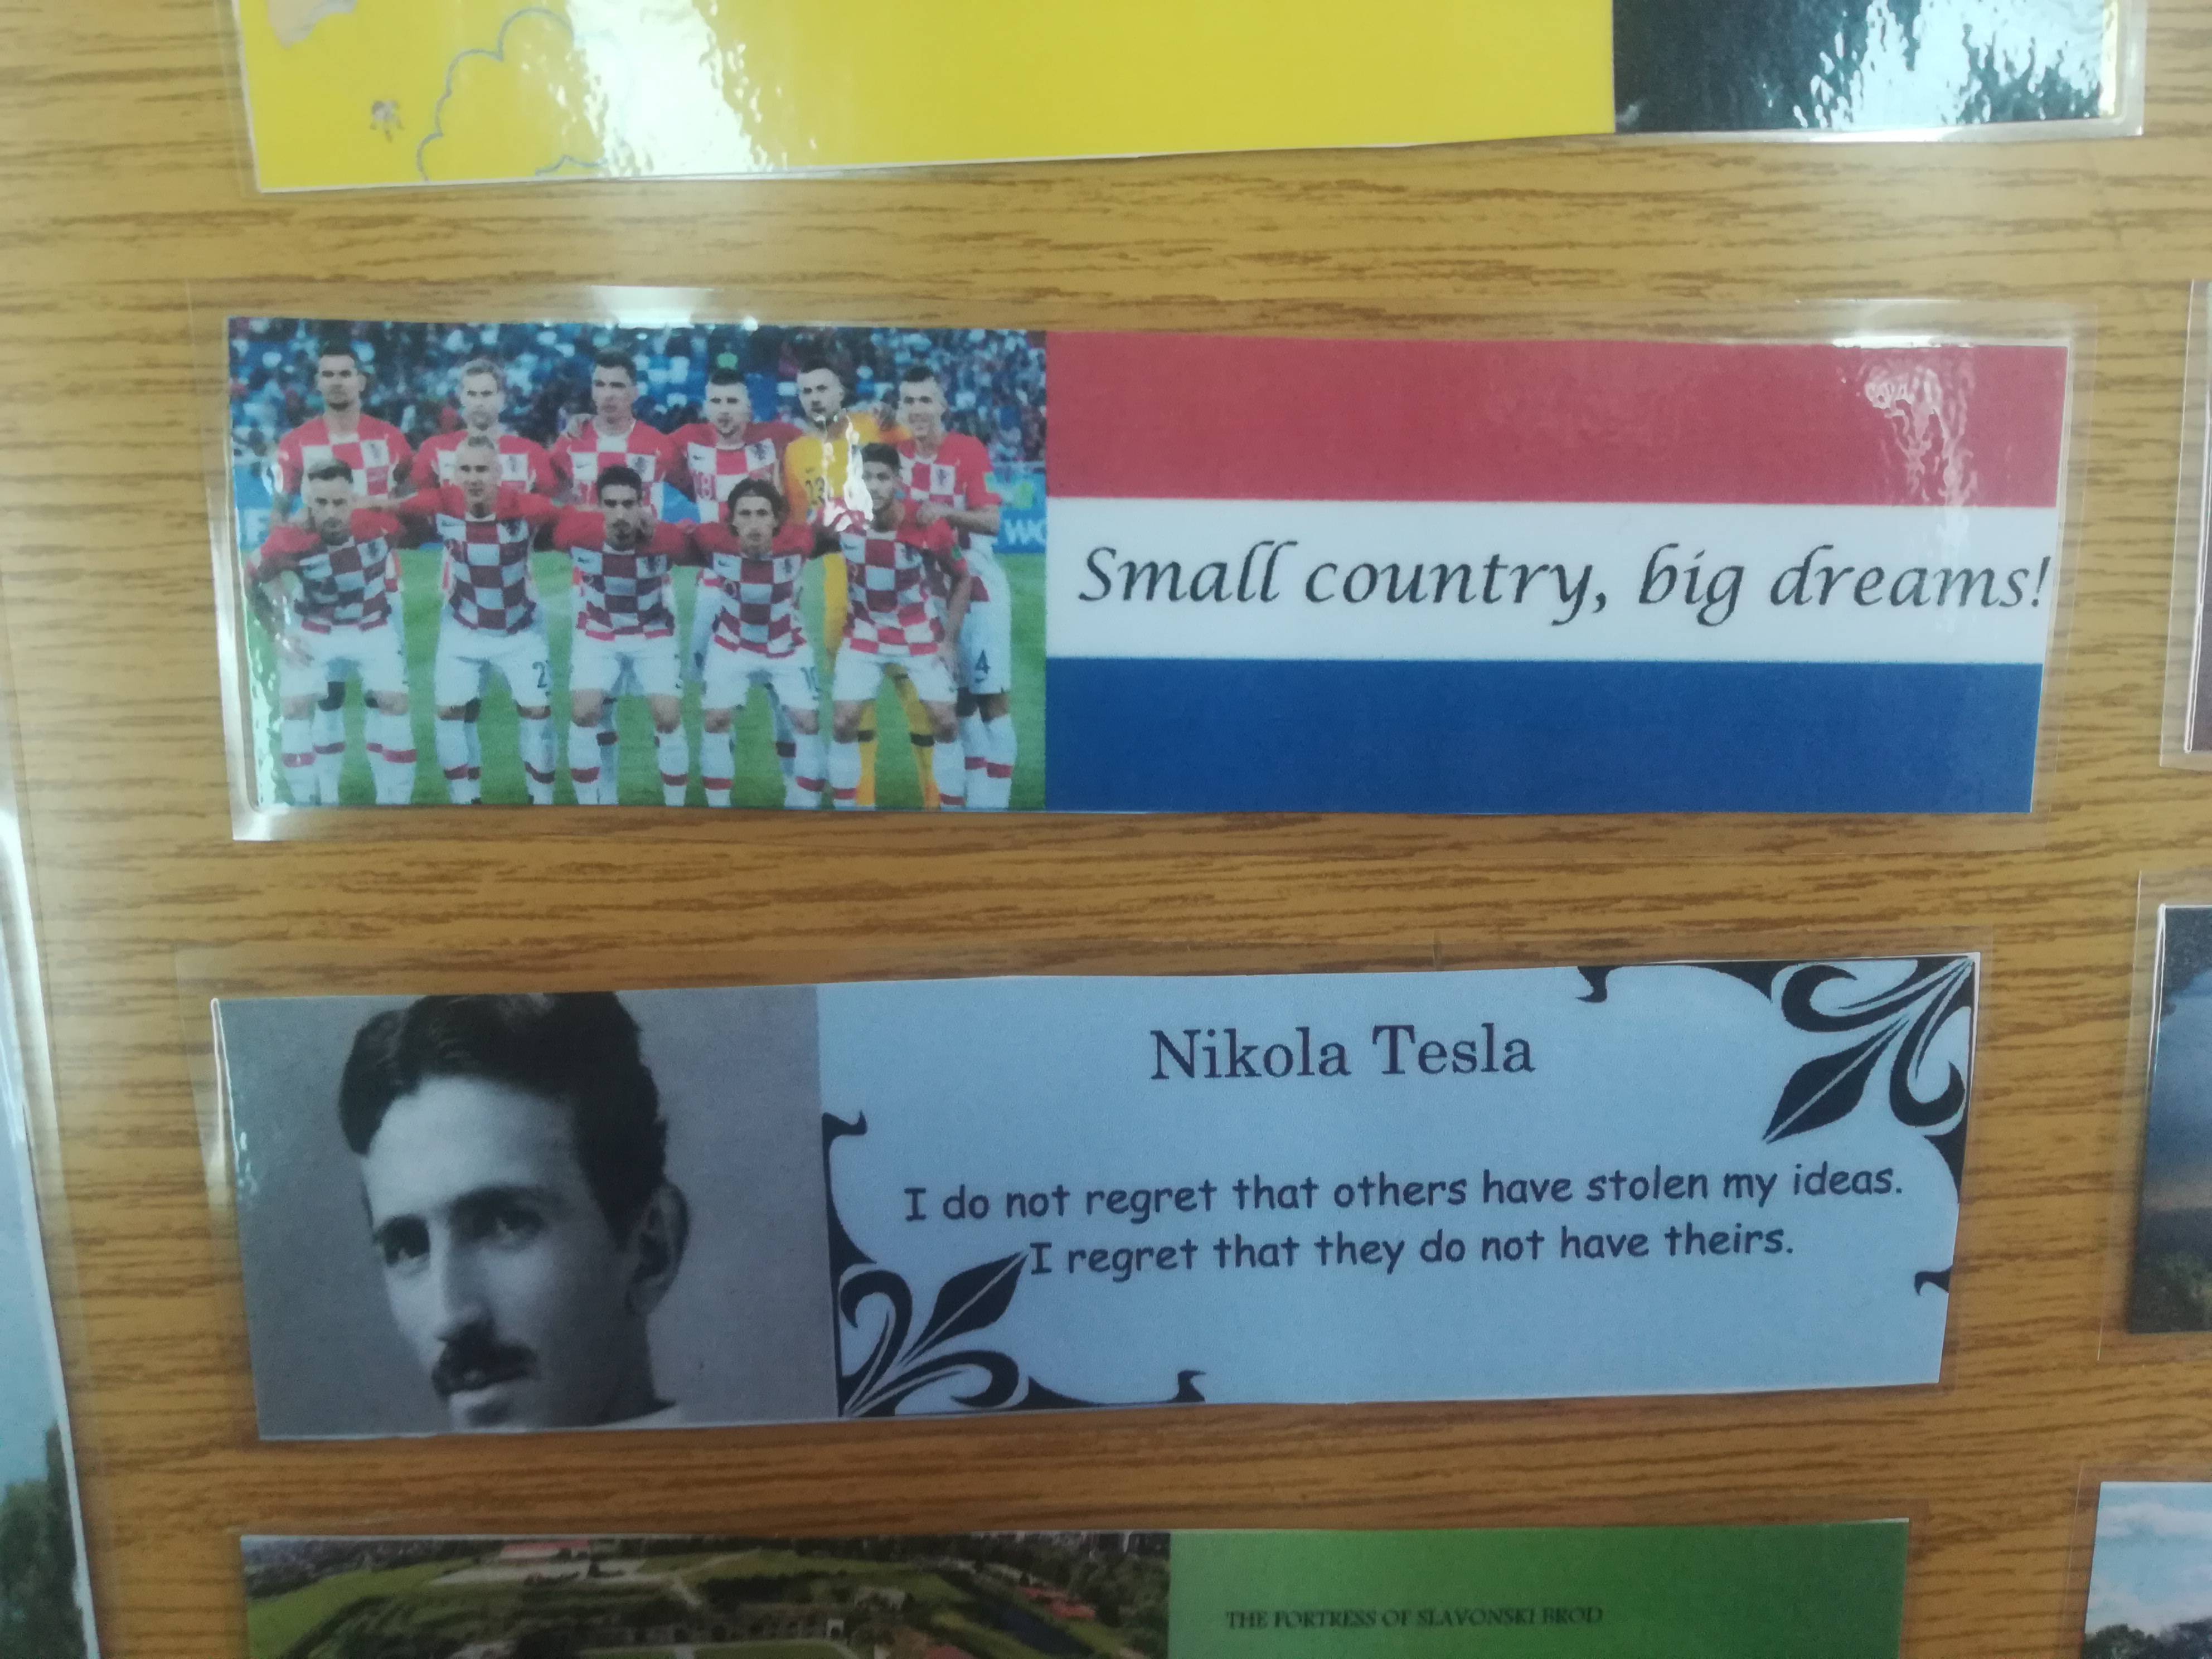 Small country, big dreams!
Nikola Tesla
I do not regret that others have stolen my ideas.
I regret that they do not have theirs.
THE FORTRESS OF SLAVONSKI BROD